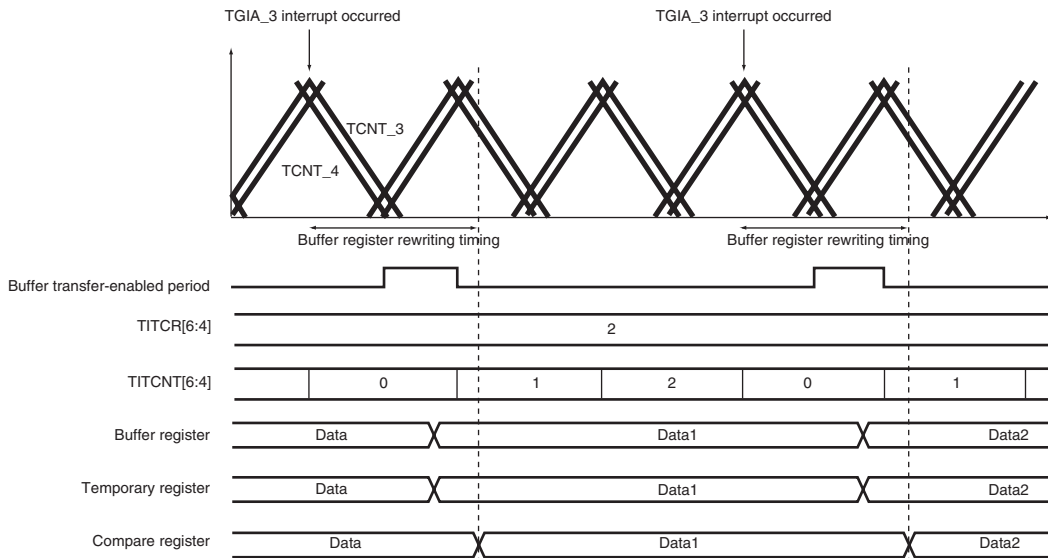 TGIA_3 interrupt occurred
TGIA_3 interrupt occurred
TCNT_3
TCNT_4
Buffer register rewriting timing
Buffer register rewriting timing
Buffer transfer-enabled period
TITCR[6:4]
2
TITCNT[6:4]
0
1
2
0
1
Buffer register
Data
Data1
Data2
Temporary register
Data
Data1
Data2
Compare register
Data
Data1
Data2